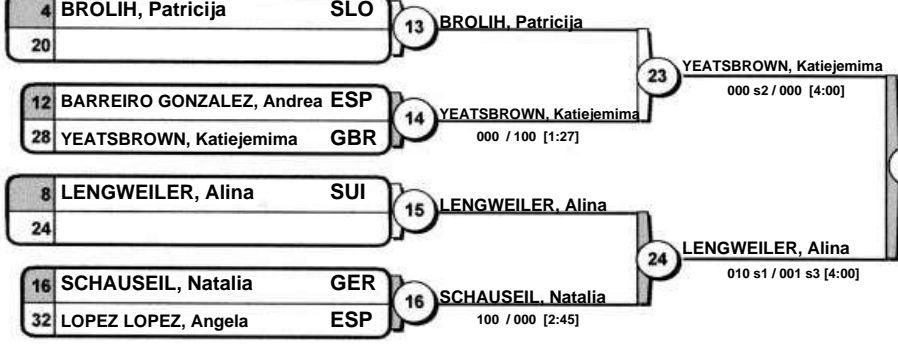 4 BROLIH, Patricija SLO
20
13
BROLIH, Patricija
12 BARREIRO GONZALEZ, Andrea ESP
28 YEATSBROWN, Katiejemima GBR
14
YEATSBROWN, Katiejemima
000 / 100 [1:27]
23
YEATSBROWN, Katiejemima
000 s2 / 000 [4:00]
8 LENGWEILER, Alina SUI
24
15
LENGWEILER, Alina
16 SCHAUSEIL, Natalia GER
32 LOPEZ LOPEZ, Angela ESP
16
SCHAUSEIL, Natalia
100 / 000 [2:45]
24
LENGWEILER, Alina
010 s1 / 001 s3 [4:00]